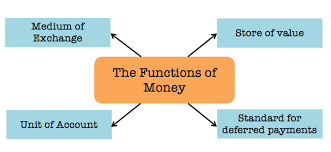 Medium of
Exchange
Store of value
The Functions of
Money
Unit of Account
Standard for
deferred payments